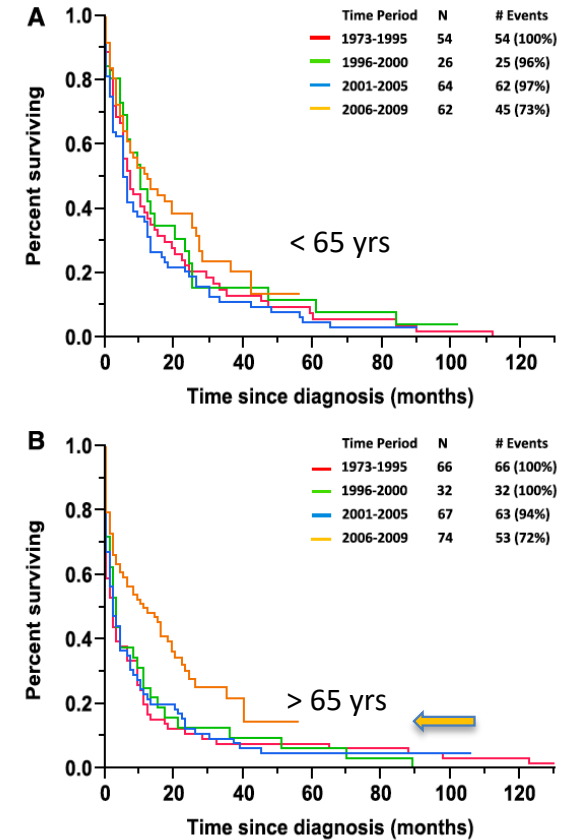 A
Time Period N # Events
1973-1995 54 54 (100%)
1996-2000 26 25 (96%)
2001-2005 64 62 (97%)
2006-2009 62 45 (73%)
Percent surviving
1.0
0.8
0.6
0.4
0.2
0.0
< 65 yrs
0 20 40 60 80 100 120
Time since diagnosis (months)
B
Time Period N # Events
1973-1995 66 66 (100%)
1996-2000 32 32 (100%)
2001-2005 67 63 (94%)
2006-2009 74 53 (72%)
Percent surviving
1.0
0.8
0.6
0.4
0.2
0.0
> 65 yrs
0 20 40 60 80 100 120
Time since diagnosis (months)